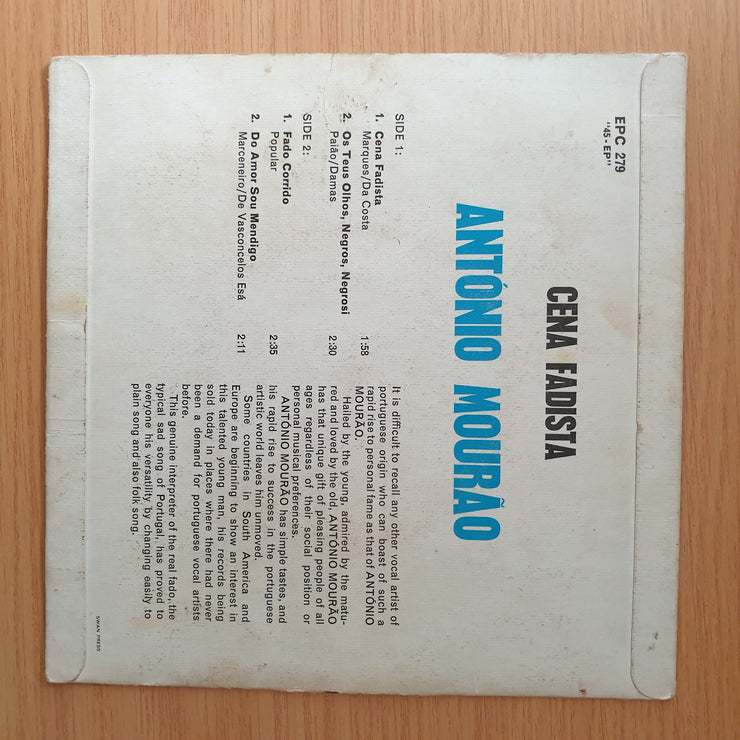 EPC 279
"45 - EP"
CENA FADISTA
ANTÓNIO MOURÃO
SIDE 1:
1. Cena Fadista 1:58
Marques/Da Costa
2. Os Teus Olhos, Negros, Negrosi 2:30
Paião/Damas
SIDE 2:
1. Fado Corrido 2:35
Popular
2. Do Amor Sou Mendigo 2:11
Marceneiro/De Vasconcelos Esá
It is difficult to recall any other vocal artist of
portuguese origin who can boast of such a
rapid rise to personal fame as that of ANTÓNIO
MOURÃO.
Hailed by the young, admired by the matu-
red and loved by the old, ANTÓNIO MOURÃO
has that unique gift of pleasing people of all
ages regardless of their social position or
personal musical preferences.
ANTÓNIO MOURÃO has simple tastes, and
his rapid rise to success in the portuguese
artistic world leaves him unmoved.
Some countries in South America and
Europe are beginning to show an interest in
this talented young man, his records being
sold today in places where there had never
been a demand for portuguese vocal artists
before.
This genuine interpreter of the real fado, the
typical sad song of Portugal, has proved to
everyone his versatility by changing easily to
plain song and also folk song.
SWAN PRESS